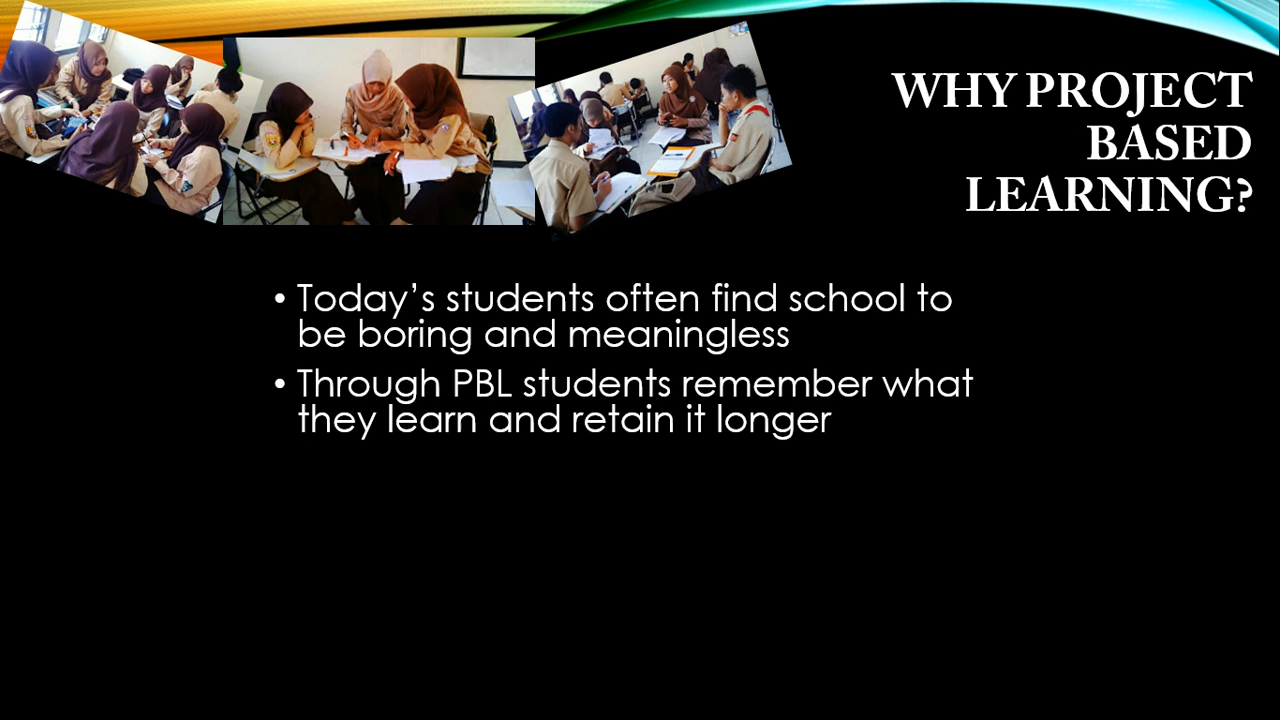 WHY PROJECT
BASED
LEARNING?
• Today’s students often find school to
be boring and meaningless
• Through PBL students remember what
they learn and retain it longer